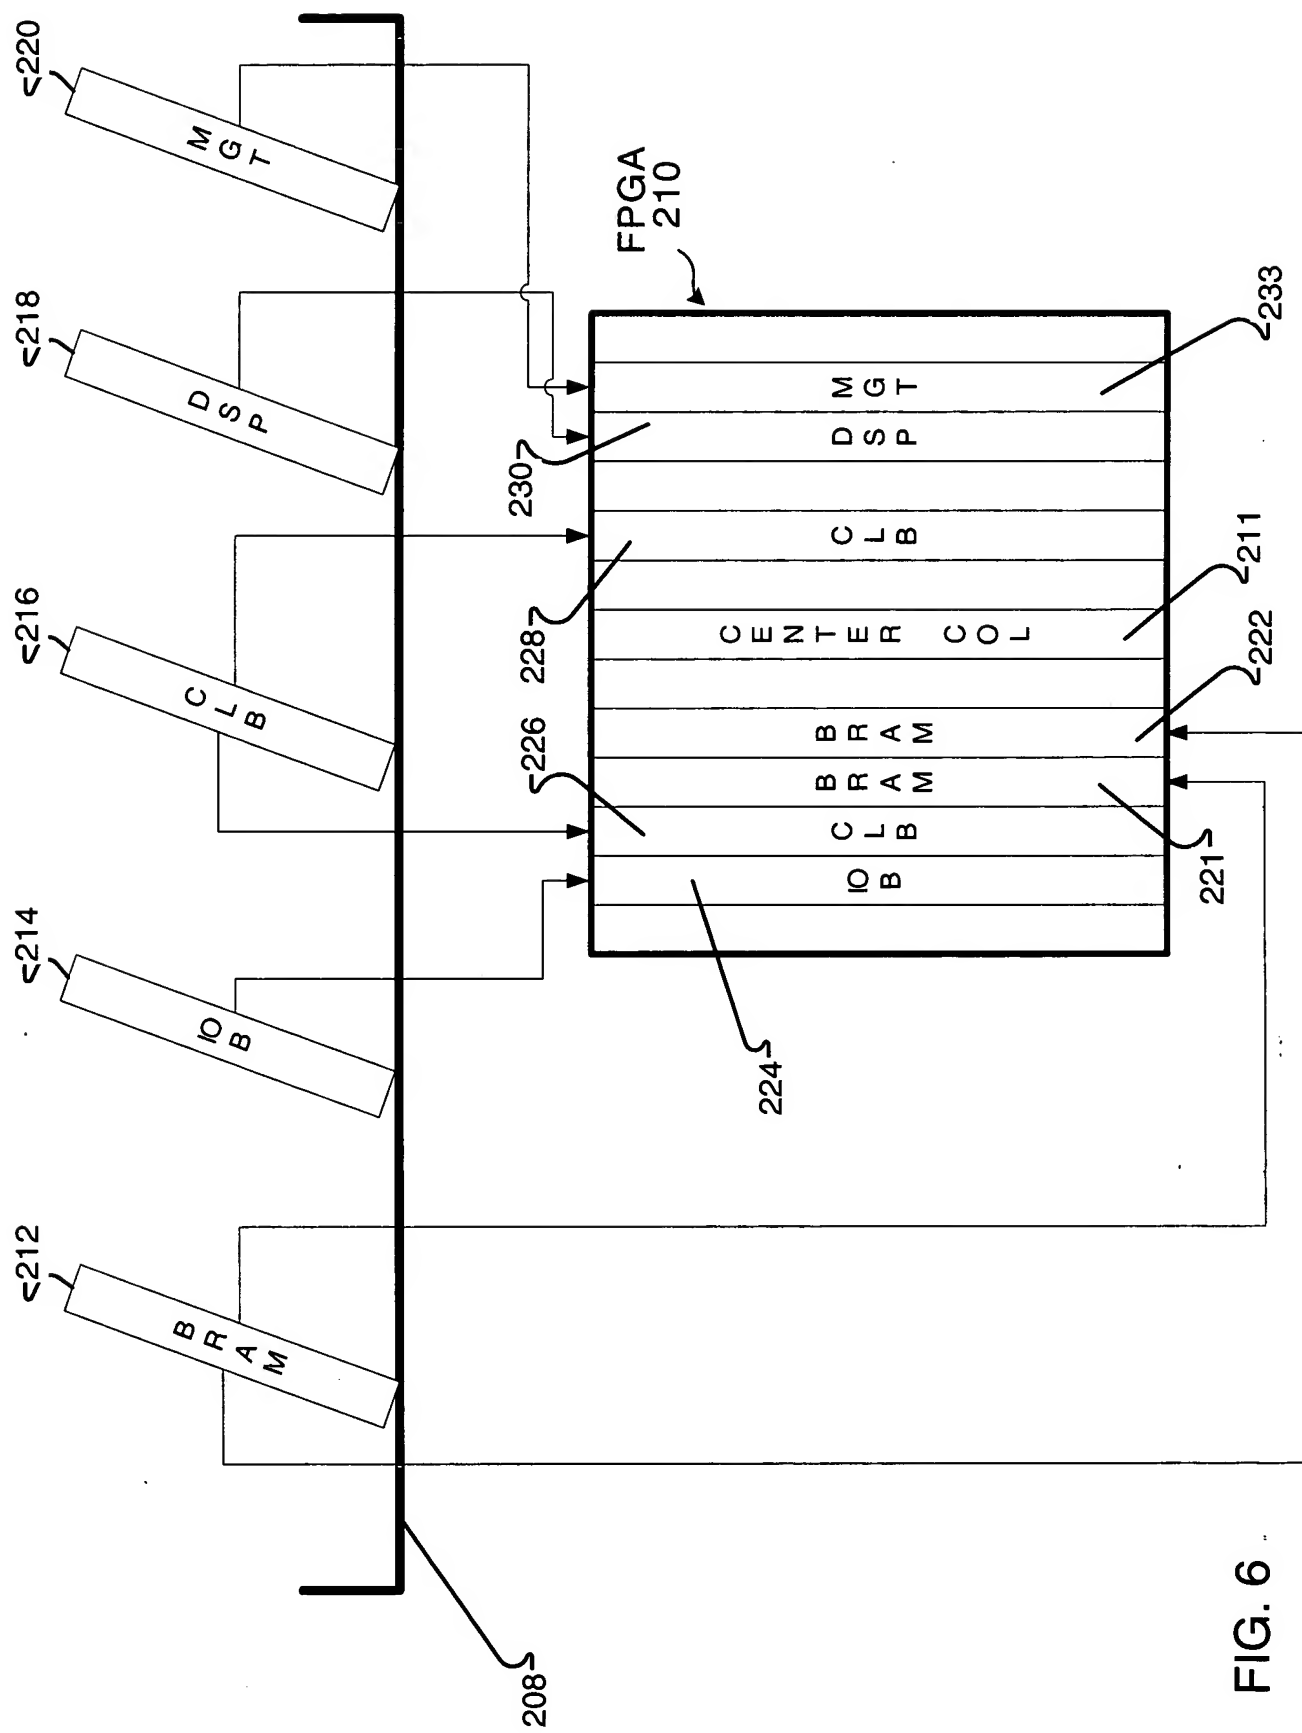 212
214
216
218
220
BRAM
IOB
CLB
DSP
MGT
208
226
228
230
FPGA
210
IOB
CLB
BRAM
BRAM
CENTER COL
CLB
DSP
MGT
224
221
222
211
233
FIG. 6